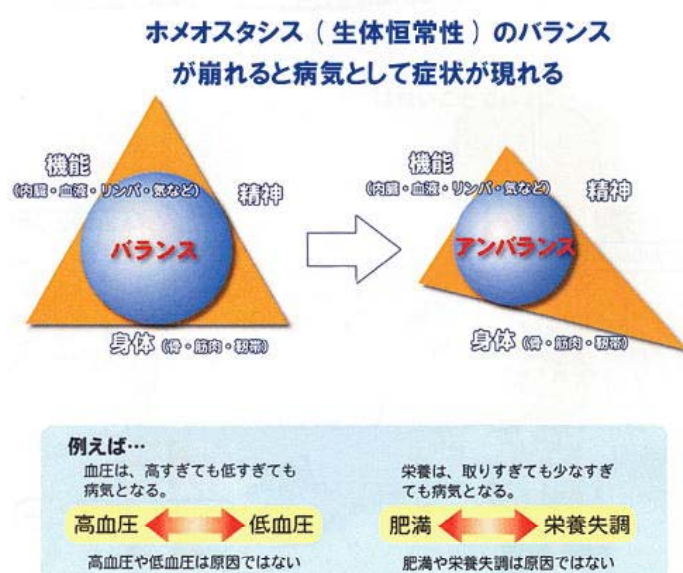 ホメオスタシス(生体恒常性)のバランス
が崩れると病気として症状が現れる
機能
(内臓・血液・リンパ・気など)
精神
バランス
身体(骨・筋肉・靭帯)
機能
(内臓・血液・リンパ・気など)
精神
アンバランス
身体(骨・筋肉・靭帯)
例えば…
血圧は、高すぎても低すぎても
病気となる。
高血圧 低血圧
高血圧や低血圧は原因ではない
栄養は、取りすぎても少なすぎ
ても病気となる。
肥満 栄養失調
肥満や栄養失調は原因ではない